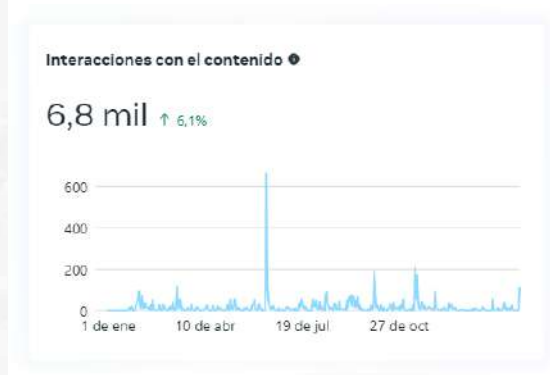 Interacciones con el contenido
6,8 mil ↑ 6,1%
600
400
200
0
1 de ene 10 de abr 19 de jul 27 de oct